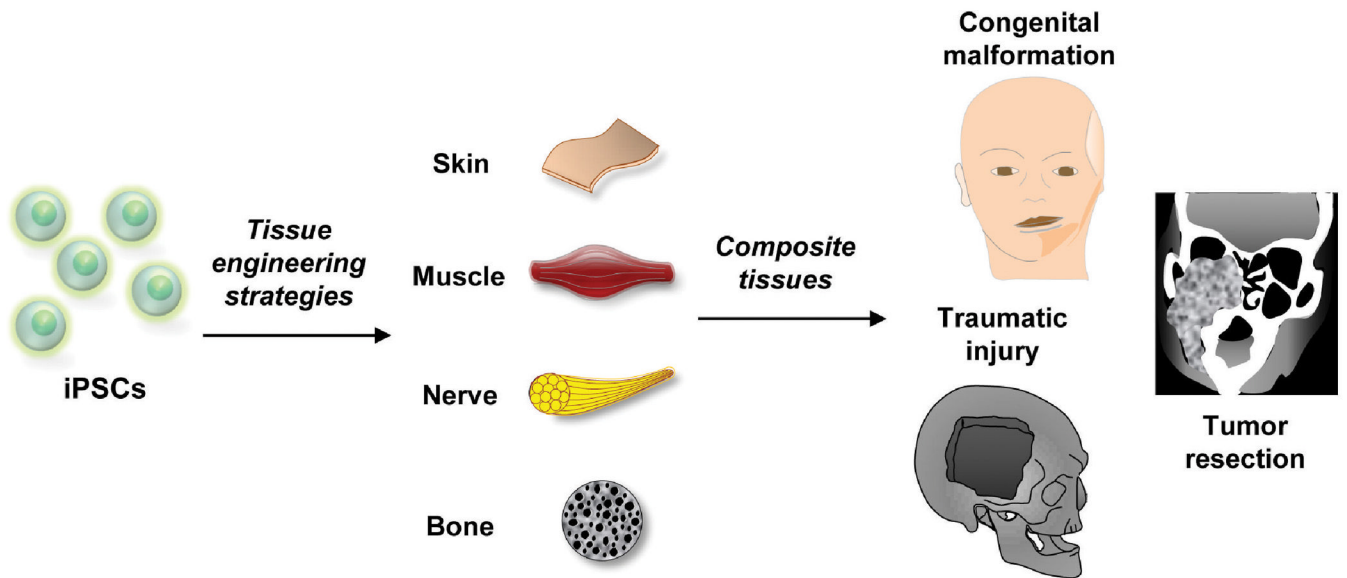 iPSCs
Tissue
engineering
strategies
Skin
Muscle
Nerve
Bone
Composite
tissues
Congenital
malformation
Traumatic
injury
Tumor
resection